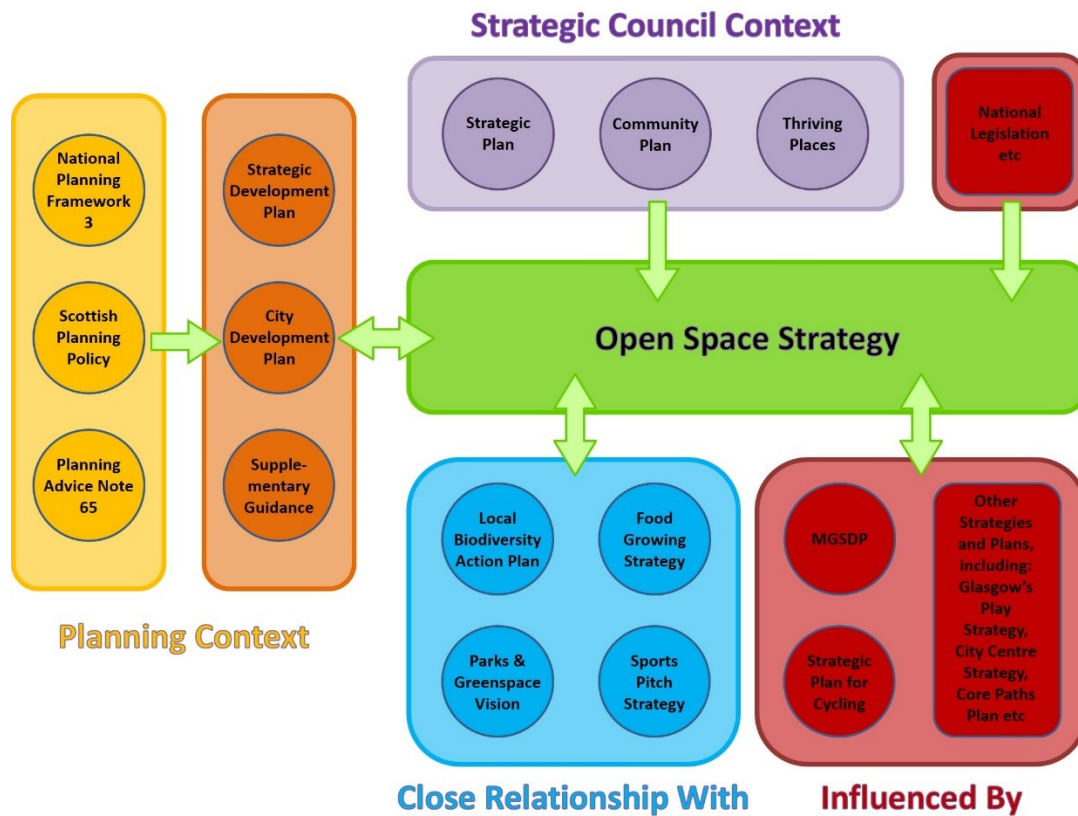 Strategic Council Context
Strategic
Plan
Community
Plan
Thriving
Places
National
Legislation
etc
National
Planning
Framework
3
Scottish
Planning
Policy
Planning
Advice Note
65
Strategic
Development
Plan
City
Development
Plan
Supple-
mentary
Guidance
Planning Context
Open Space Strategy
Local
Biodiversity
Action Plan
Food
Growing
Strategy
Parks &
Greenspace
Vision
Sports
Pitch
Strategy
Close Relationship With
MGSDP
Strategic
Plan for
Cycling
Other
Strategies
and Plans,
including:
Glasgow's
Play
Strategy,
City Centre
Strategy,
Core Paths
Plan etc
Influenced By